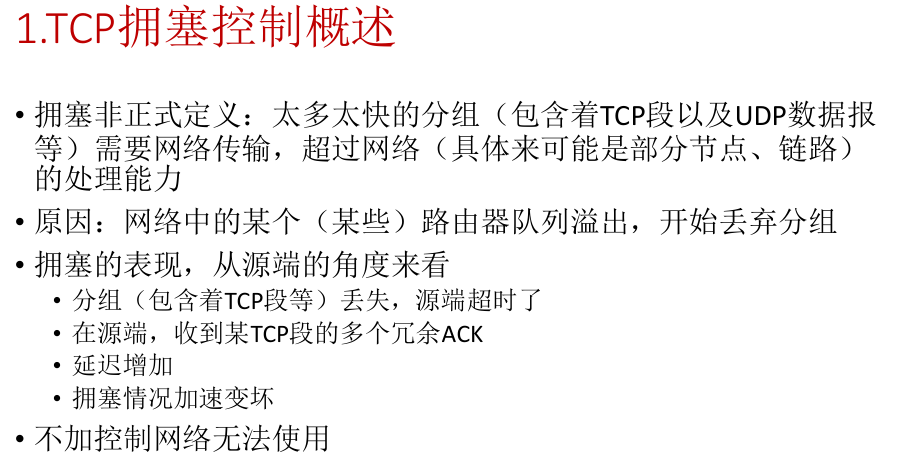 1.TCP拥塞控制概述
• 拥塞非正式定义：太多太快的分组（包含着TCP段以及UDP数据报
等）需要网络传输，超过网络（具体来可能是部分节点、链路）
的处理能力
• 原因：网络中的某个（某些）路由器队列溢出，开始丢弃分组
• 拥塞的表现，从源端的角度来看
• 分组（包含着TCP段等）丢失，源端超时了
• 在源端，收到某TCP段的多个冗余ACK
• 延迟增加
• 拥塞情况加速变坏
• 不加控制网络无法使用